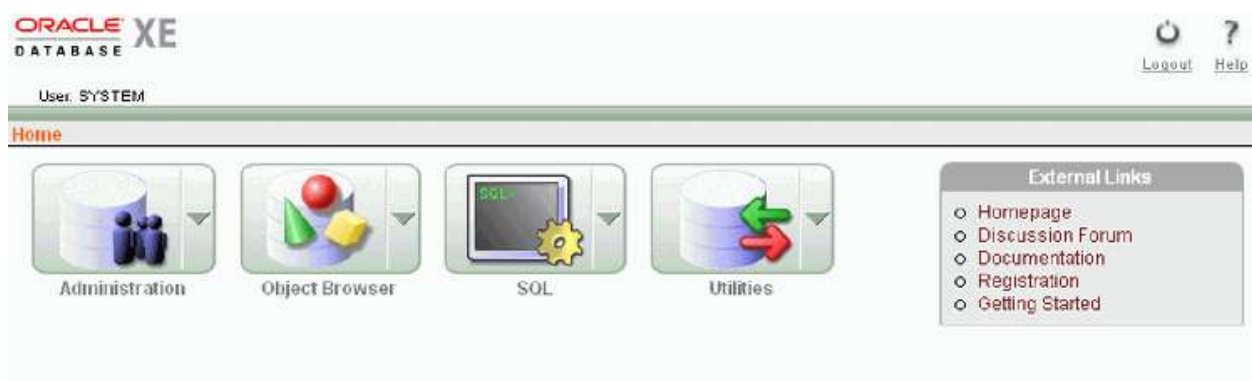 ORACLE
DATABASE XE
Logout Help
User: SYSTEM
Home
SQL>
Administration Object Browser SQL Utilities
External Links
Homepage
Discussion Forum
Documentation
Registration
Getting Started